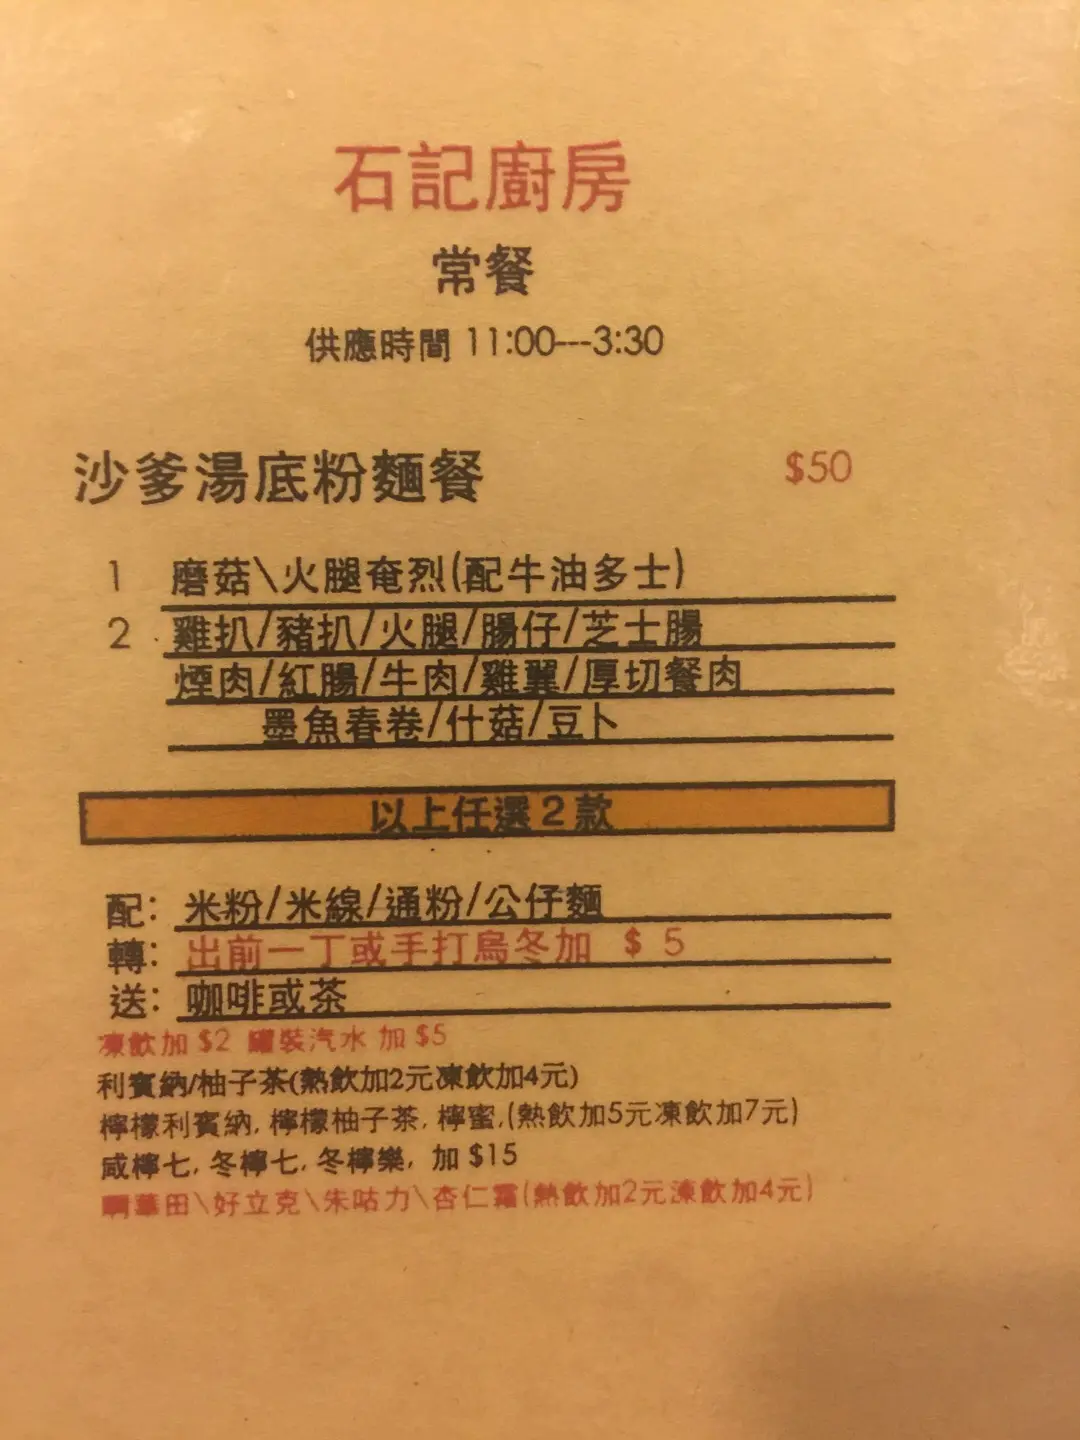 石記廚房
常餐
供應時間 11:00---3:30
沙爹湯底粉麵餐 $50
1 磨菇\火腿奄烈(配牛油多士)
2 雞扒/豬扒/火腿/腸仔/芝士腸
煙肉/紅腸/牛肉/雞翼/厚切餐肉
墨魚春卷/什菇/豆卜
以上任選2款
配: 米粉/米線/通粉/公仔麵
轉: 出前一丁或手打烏冬加 $ 5
送: 咖啡或茶
凍飲加 $2 罐裝汽水 加 $5
利賓納/柚子茶(熱飲加2元凍飲加4元)
檸檬利賓納, 檸檬柚子茶, 檸蜜,(熱飲加5元凍飲加7元)
咸檸七, 冬檸七, 冬檸樂, 加 $15
阿華田\好立克\朱咕力\杏仁霜(熱飲加2元凍飲加4元)